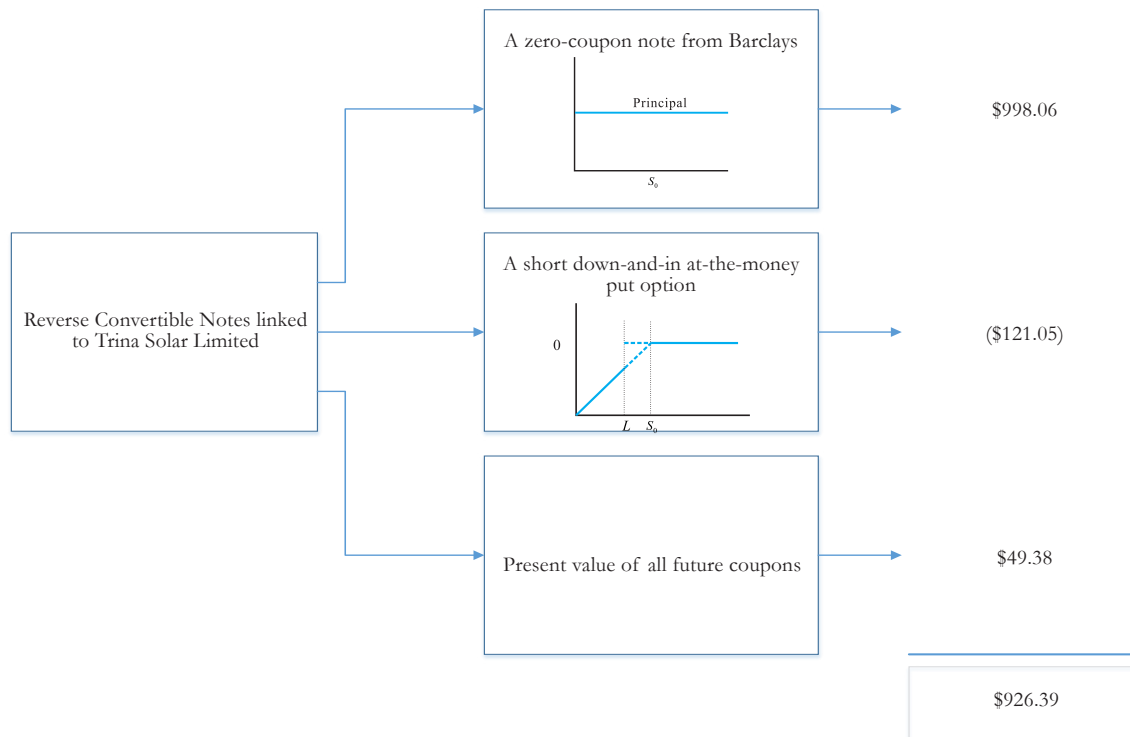 A zero-coupon note from Barclays
Principal
S₀
$998.06
Reverse Convertible Notes linked
to Trina Solar Limited
A short down-and-in at-the-money
put option
0
L S₀
($121.05)
Present value of all future coupons
$49.38
$926.39